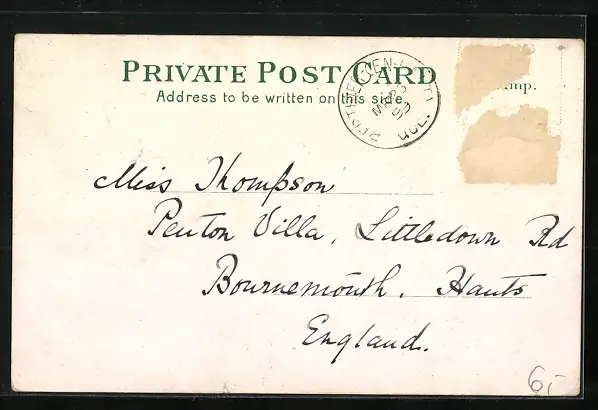 PRIVATE POST CARD
Address to be written on this side.
Miss Thompson
Penton Villa, Littledown Rd
Bournemouth. Hants
England.
6,-